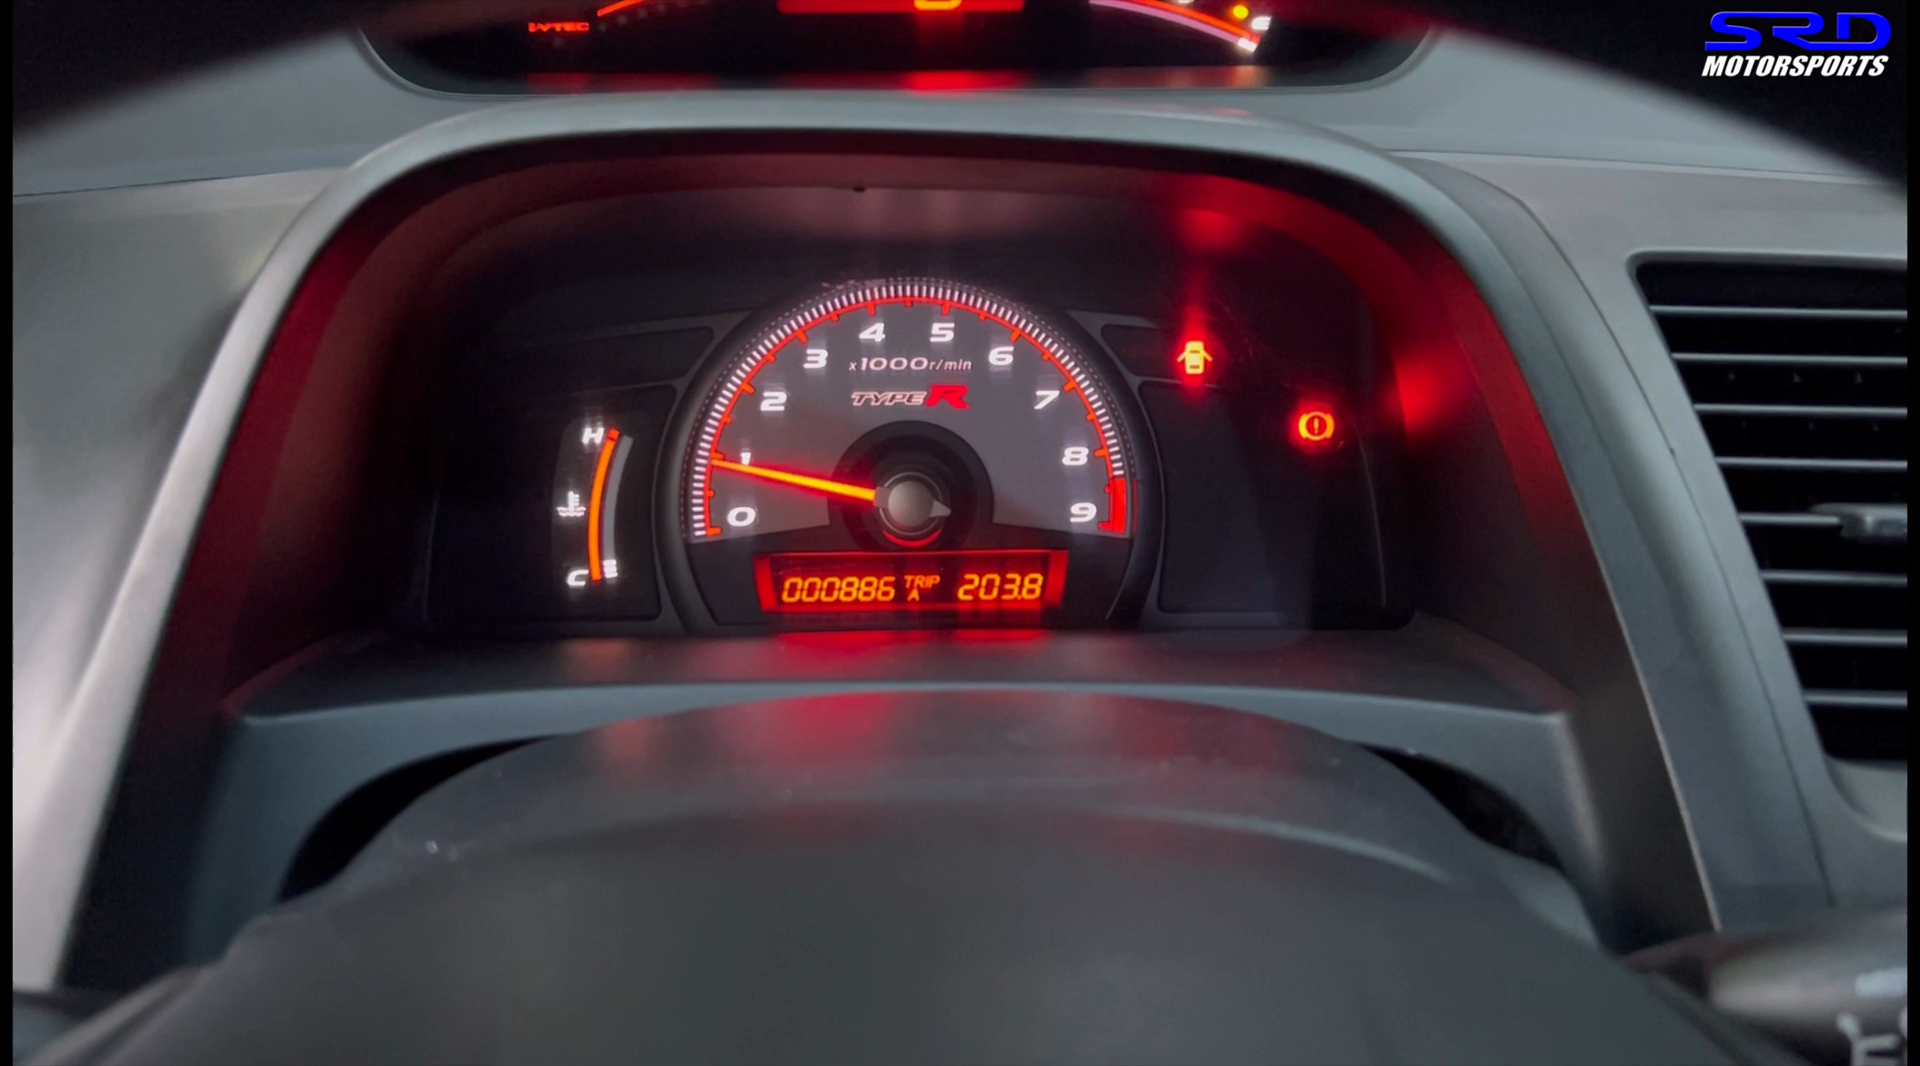 i-VTEC
SRD
MOTORSPORTS
4 5
3 6
x1000r/min
2 TYPE R 7
H
1 8
0 9
C
000886 TRIP A 203.8